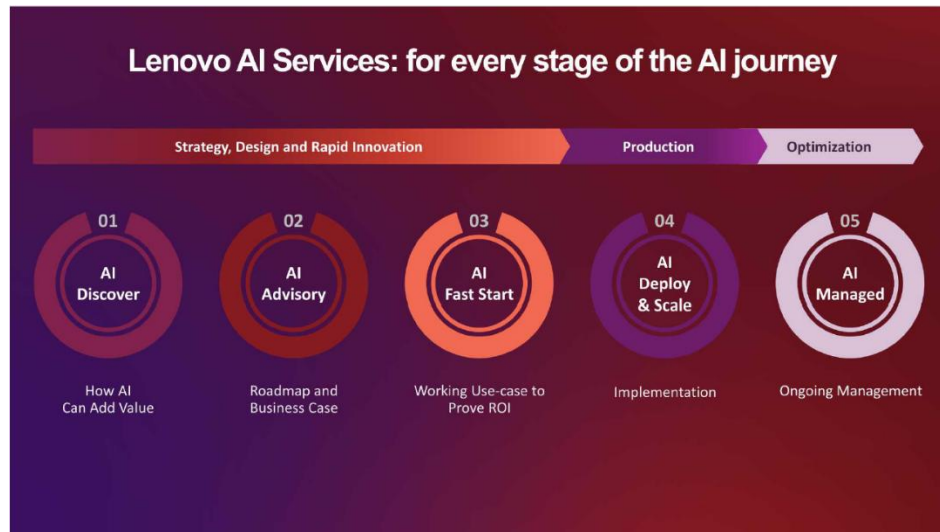 Lenovo AI Services: for every stage of the AI journey
Strategy, Design and Rapid Innovation
Production
Optimization
01
AI
Discover
How AI
Can Add Value
02
AI
Advisory
Roadmap and
Business Case
03
AI
Fast Start
Working Use-case to
Prove ROI
04
AI
Deploy
& Scale
Implementation
05
AI
Managed
Ongoing Management